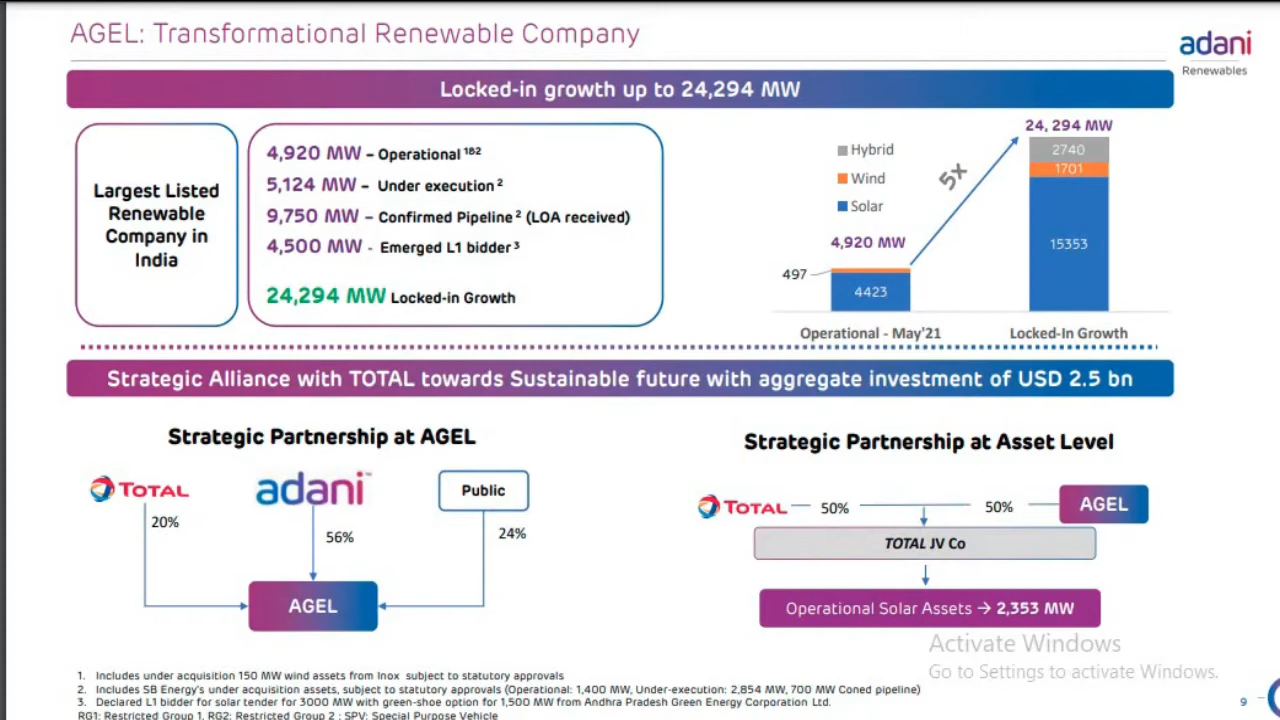 AGEL: Transformational Renewable Company
adani
Renewables
Locked-in growth up to 24,294 MW
Largest Listed
Renewable
Company in
India
4,920 MW – Operational 1&2
5,124 MW – Under execution 2
9,750 MW – Confirmed Pipeline 2 (LOA received)
4,500 MW - Emerged L1 bidder 3
24,294 MW Locked-in Growth
Hybrid
Wind
Solar
4,920 MW
497
4423
Operational - May'21
5x
24, 294 MW
2740
1701
15353
Locked-In Growth
Strategic Alliance with TOTAL towards Sustainable future with aggregate investment of USD 2.5 bn
Strategic Partnership at AGEL
TOTAL
adani™
Public
20%
56%
24%
AGEL
Strategic Partnership at Asset Level
TOTAL
50%
50%
AGEL
TOTAL JV Co
Operational Solar Assets → 2,353 MW
Activate Windows
Go to Settings to activate Windows.
1. Includes under acquisition 150 MW wind assets from Inox subject to statutory approvals
2. Includes SB Energy's under acquisition assets, subject to statutory approvals (Operational: 1,400 MW, Under-execution: 2,854 MW, 700 MW Coned pipeline)
3. Declared L1 bidder for solar tender for 3000 MW with green-shoe option for 1,500 MW from Andhra Pradesh Green Energy Corporation Ltd.
RG1: Restricted Group 1, RG2: Restricted Group 2 ; SPV: Special Purpose Vehicle
9